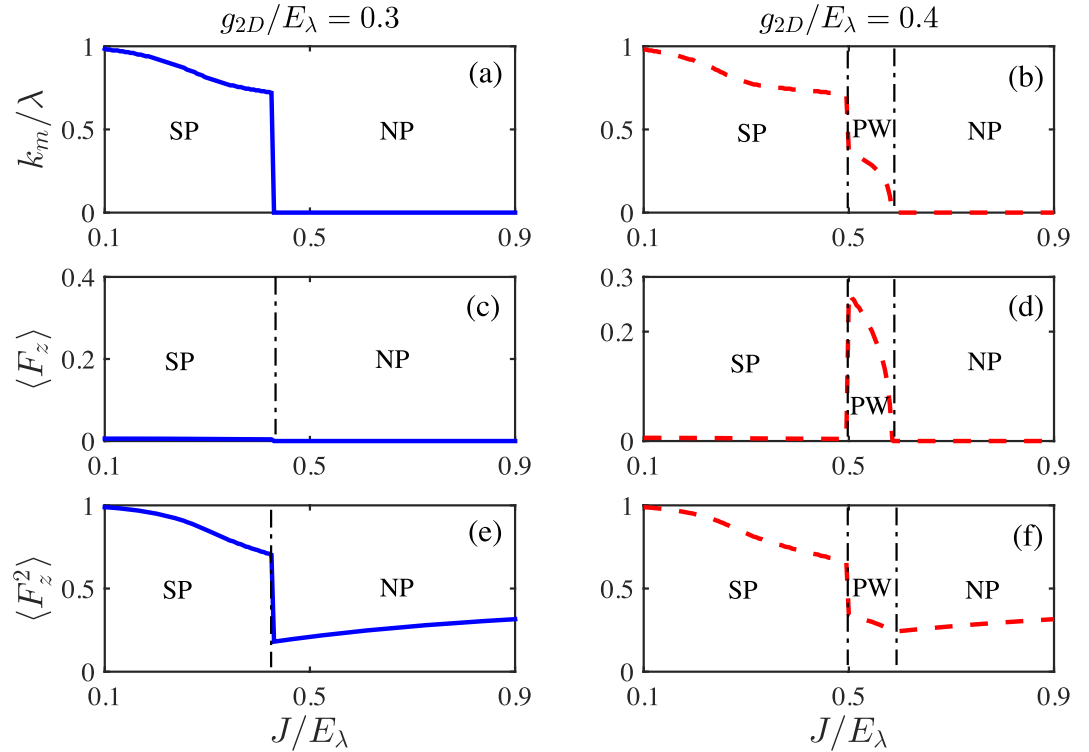 g_{2D}/E_λ = 0.3
g_{2D}/E_λ = 0.4
k_m/λ
1
0.5
0
(a)
SP
NP
0.1
0.5
0.9
1
0.5
0
(b)
SP
PW
NP
0.1
0.5
0.9
⟨F_z⟩
0.4
0.2
0
(c)
SP
NP
0.1
0.5
0.9
0.3
0.2
0
(d)
SP
PW
NP
0.1
0.5
0.9
⟨F_z^2⟩
1
0.5
0
(e)
SP
NP
0.1
0.5
0.9
J/E_λ
1
0.5
0
(f)
SP
PW
NP
0.1
0.5
0.9
J/E_λ